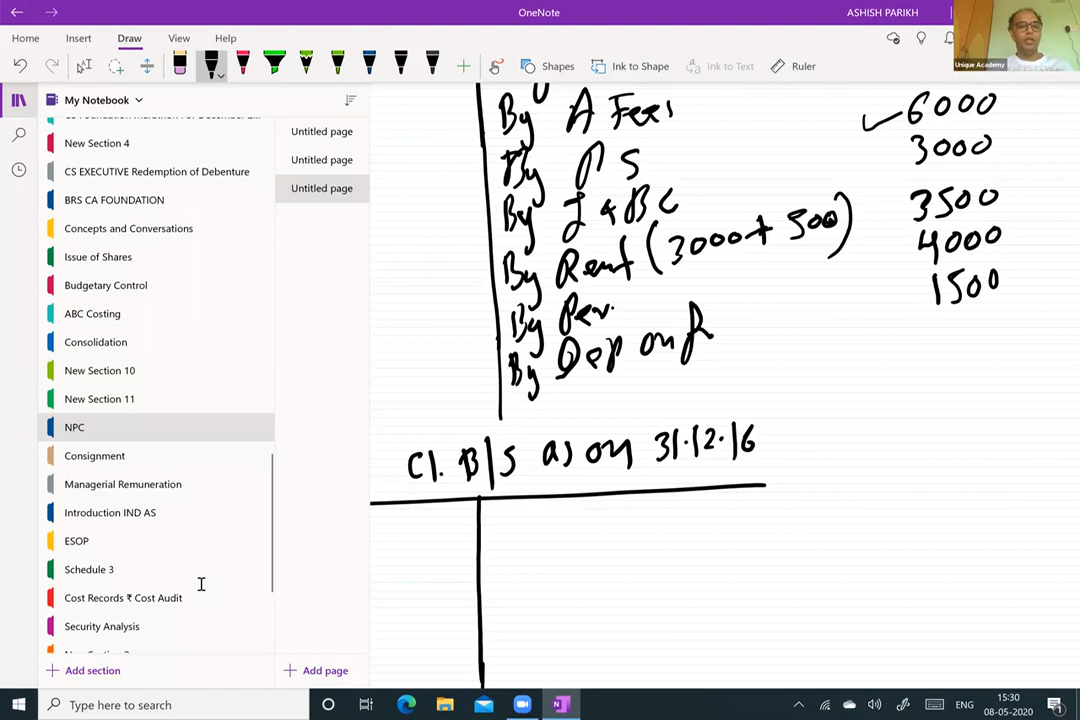 OneNote
ASHISH PARIKH
Unique Academy
Home Insert Draw View Help
Shapes Ink to Shape Ink to Text Ruler
My Notebook
New Section 4
CS EXECUTIVE Redemption of Debenture
BRS CA FOUNDATION
Concepts and Conversations
Issue of Shares
Budgetary Control
ABC Costing
Consolidation
New Section 10
New Section 11
NPC
Consignment
Managerial Remuneration
Introduction IND AS
ESOP
Schedule 3
Cost Records ₹ Cost Audit
Security Analysis
Add section
Untitled page
Untitled page
Untitled page
Add page
By A Fees 6000
By P S 3000
By L & B C 3500
By Rent (3000 + 500) 4000
By Per. 1500
By Dep on f
Cl. B/S as on 31.12.16
Type here to search
ENG
15:30
08-05-2020
1